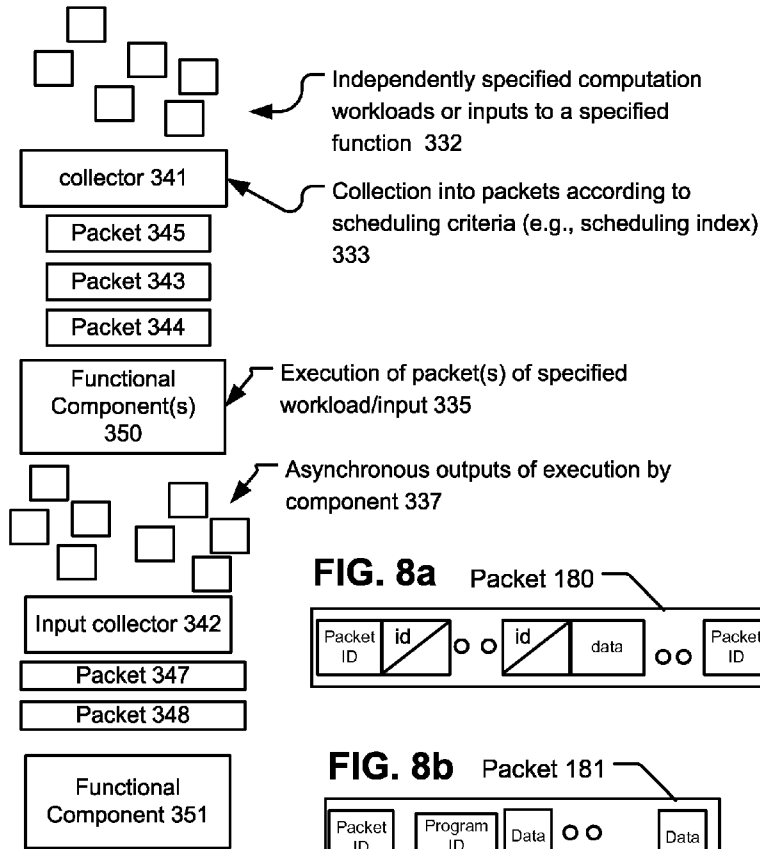 Independently specified computation
workloads or inputs to a specified
function 332
collector 341
Collection into packets according to
scheduling criteria (e.g., scheduling index)
333
Packet 345
Packet 343
Packet 344
Functional
Component(s)
350
Execution of packet(s) of specified
workload/input 335
Asynchronous outputs of execution by
component 337
Input collector 342
Packet 347
Packet 348
Functional
Component 351
FIG. 8a
Packet 180
Packet
ID
id
id
data
Packet
ID
FIG. 8b
Packet 181
Packet
ID
Program
ID
Data
Data